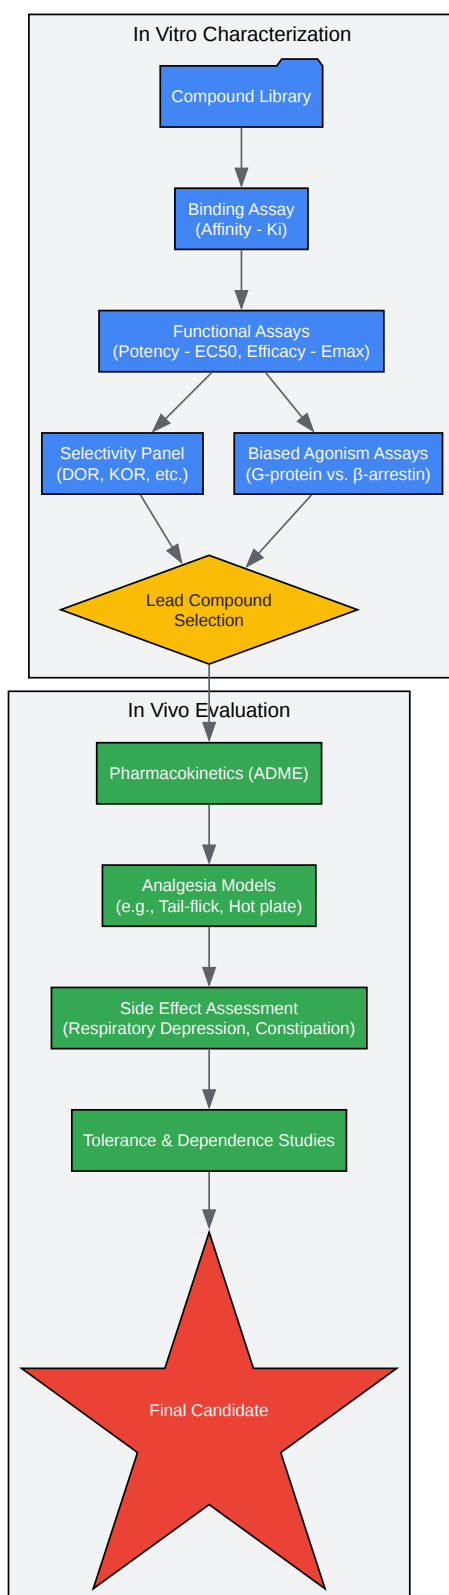 In Vitro Characterization
Compound Library
Binding Assay
(Affinity - Ki)
Functional Assays
(Potency - EC50, Efficacy - Emax)
Selectivity Panel
(DOR, KOR, etc.)
Biased Agonism Assays
(G-protein vs. β-arrestin)
Lead Compound
Selection
In Vivo Evaluation
Pharmacokinetics (ADME)
Analgesia Models
(e.g., Tail-flick, Hot plate)
Side Effect Assessment
(Respiratory Depression, Constipation)
Tolerance & Dependence Studies
Final Candidate